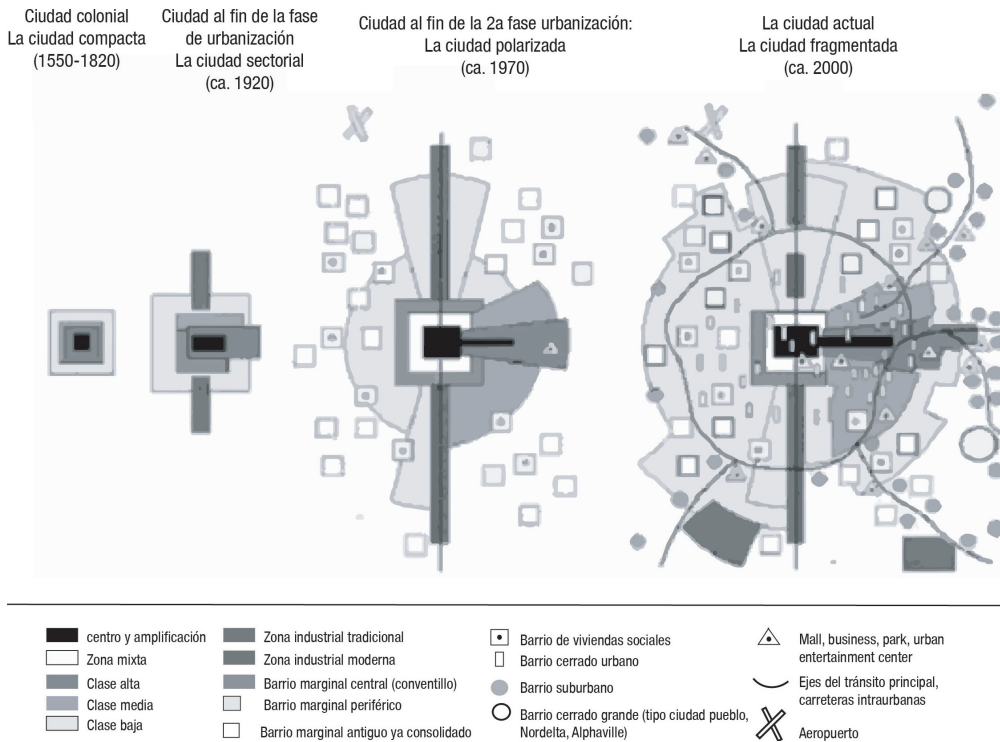 Ciudad colonial
La ciudad compacta
(1550-1820)
Ciudad al fin de la fase
de urbanización
La ciudad sectorial
(ca. 1920)
Ciudad al fin de la 2a fase urbanización:
La ciudad polarizada
(ca. 1970)
La ciudad actual
La ciudad fragmentada
(ca. 2000)
centro y amplificación
Zona mixta
Clase alta
Clase media
Clase baja
Zona industrial tradicional
Zona industrial moderna
Barrio marginal central (conventillo)
Barrio marginal periférico
Barrio marginal antiguo ya consolidado
Barrio de viviendas sociales
Barrio cerrado urbano
Barrio suburbano
Barrio cerrado grande (tipo ciudad pueblo,
Nordelta, Alphaville)
Mall, business, park, urban
entertainment center
Ejes del tránsito principal,
carreteras intraurbanas
Aeropuerto